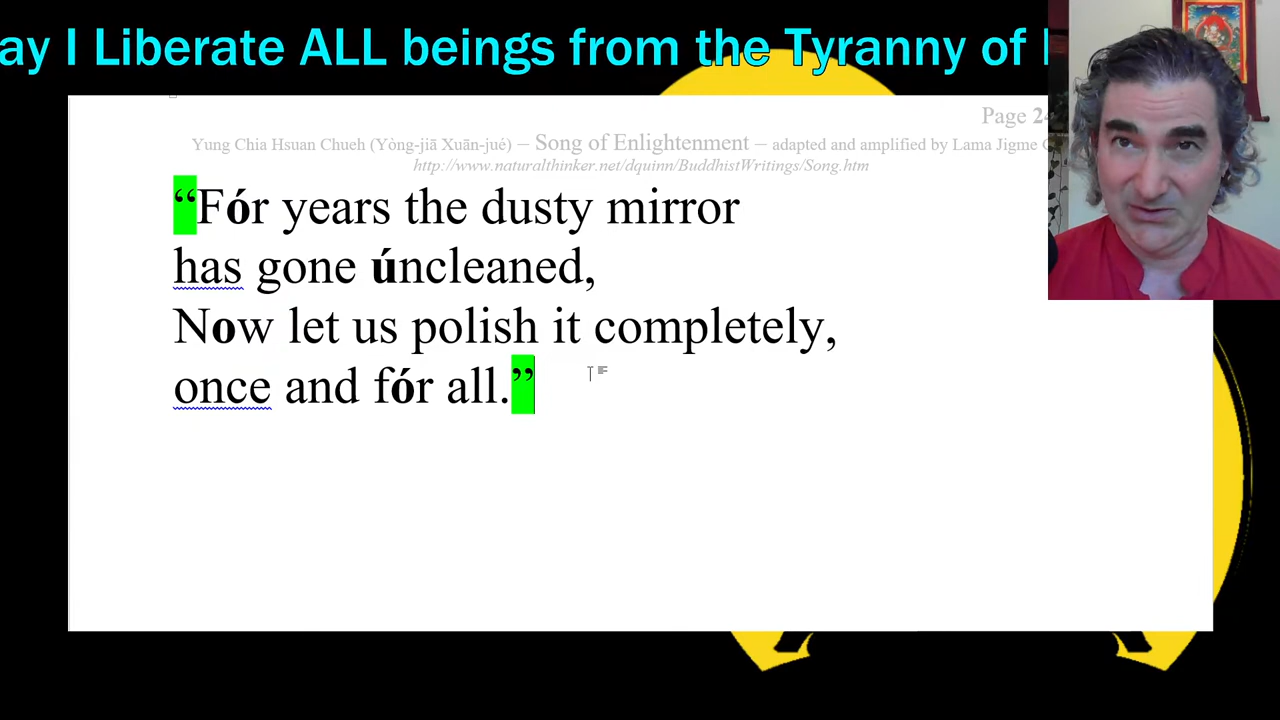 ay I Liberate ALL beings from the Tyranny of
Page
Yung Chia Hsuan Chueh (Yòng-jiā Xuān-jué) – Song of Enlightenment – adapted and amplified by Lama Jigme
http://www.naturalthinker.net/dquinn/BuddhistWritings/Song.htm
“Fór years the dusty mirror
has gone úncleaned,
Now let us polish it completely,
once and fór all.”